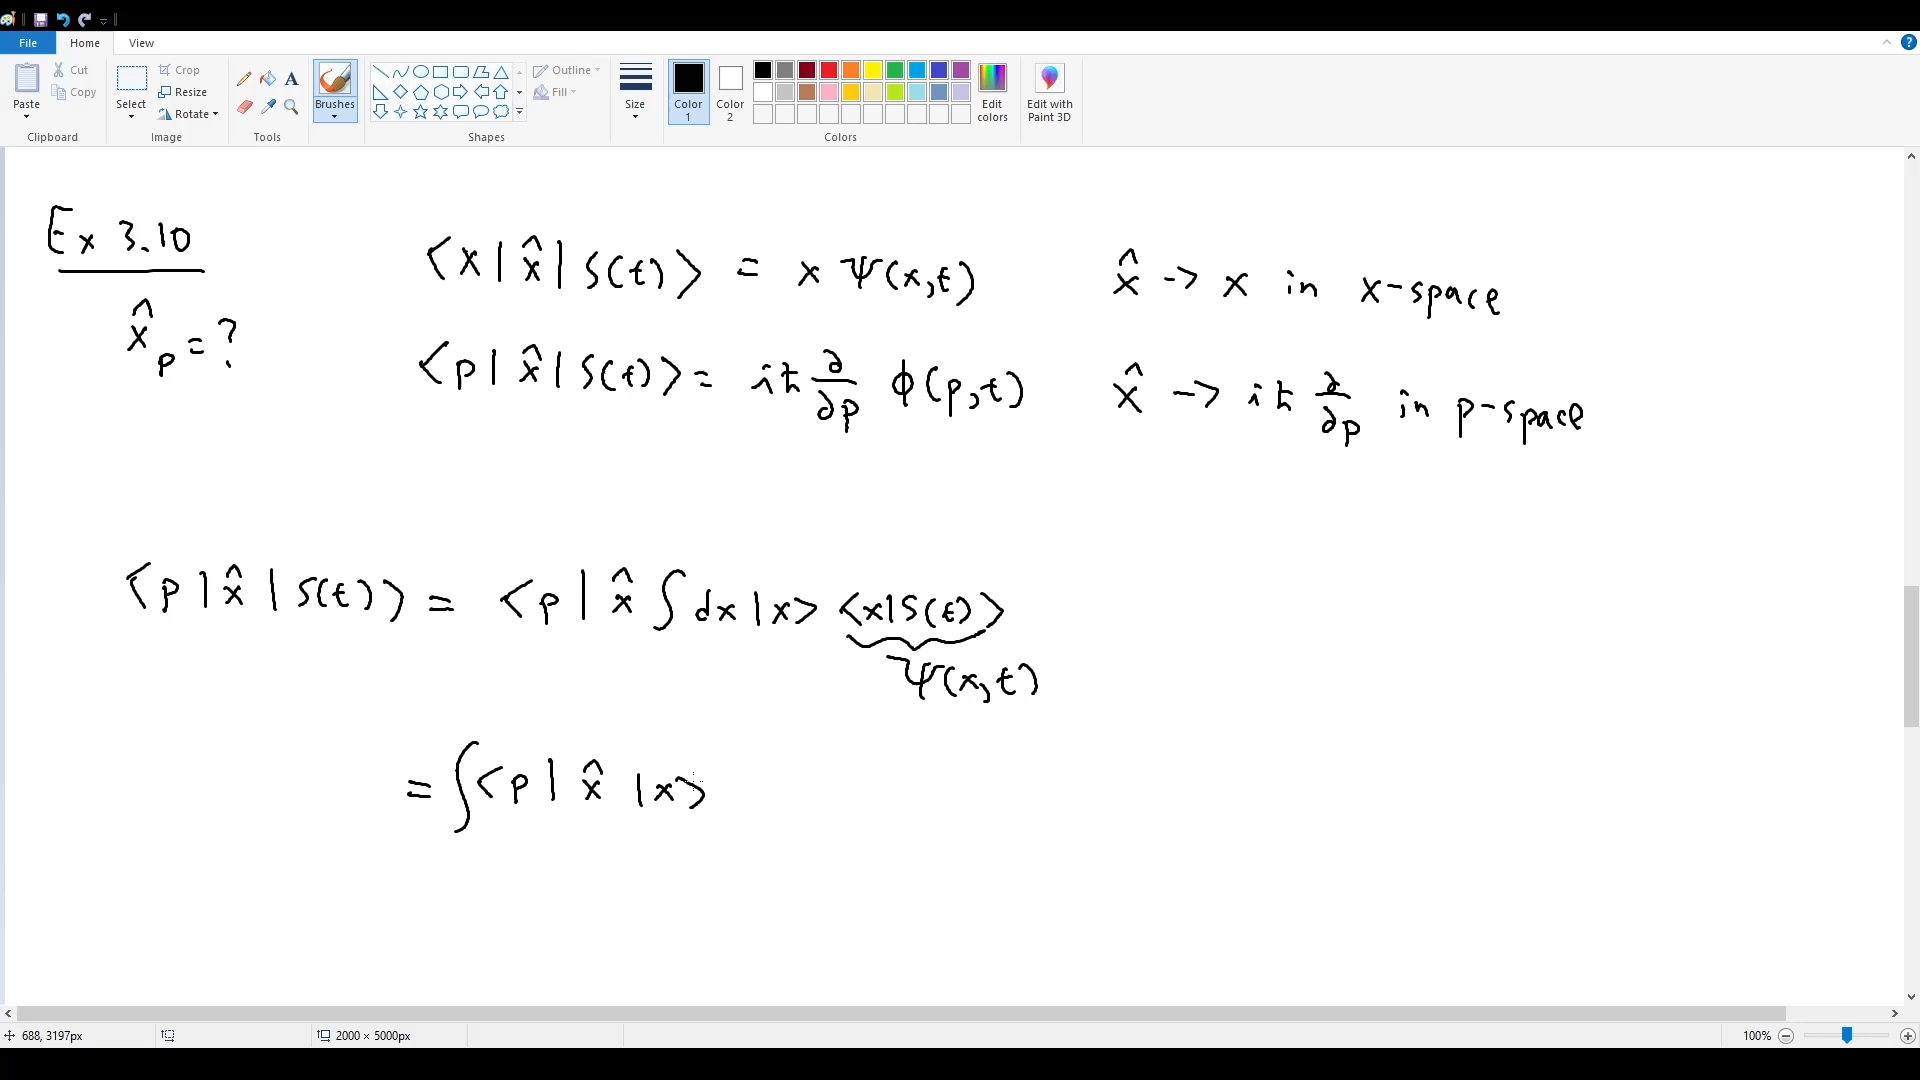 File Home View
Paste Cut Copy Clipboard
Select Crop Resize Rotate Image
A Tools
Brushes
Outline Fill Shapes
Size
Color 1 Color 2 Edit colors Colors
Edit with Paint 3D
?
Ex 3.10
x̂ₚ = ?
⟨x|x̂|S(t)⟩ = x Ψ(x,t) x̂ -> x in x-space
⟨p|x̂|S(t)⟩ = iħ ∂/∂p ϕ(p,t) x̂ -> iħ ∂/∂p in p-space
⟨p|x̂|S(t)⟩ = ⟨p|x̂ ∫ dx |x⟩ ⟨x|S(t)⟩
Ψ(x,t)
= ∫⟨p|x̂ |x⟩
688, 3197px 2000 × 5000px 100%